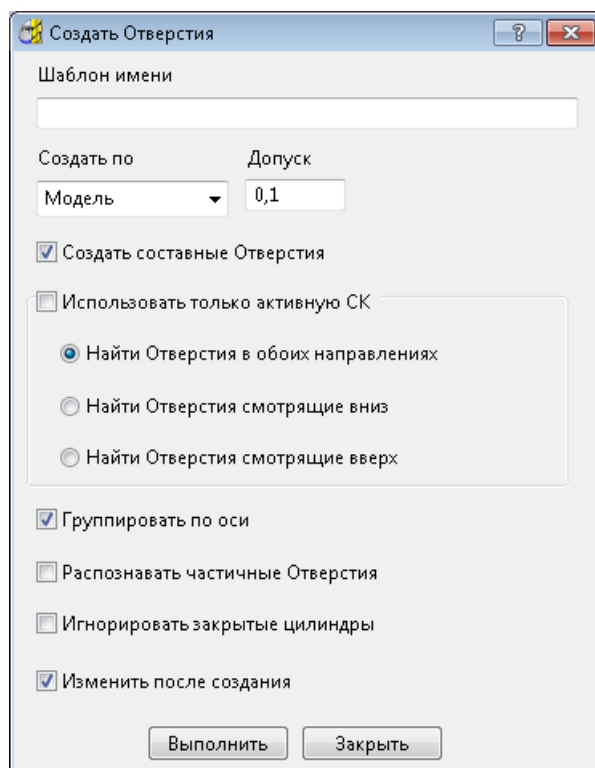 Создать Отверстия
Шаблон имени
Создать по Допуск
Модель 0,1
Создать составные Отверстия
Использовать только активную СК
Найти Отверстия в обоих направлениях
Найти Отверстия смотрящие вниз
Найти Отверстия смотрящие вверх
Группировать по оси
Распознавать частичные Отверстия
Игнорировать закрытые цилиндры
Изменить после создания
Выполнить Закрыть